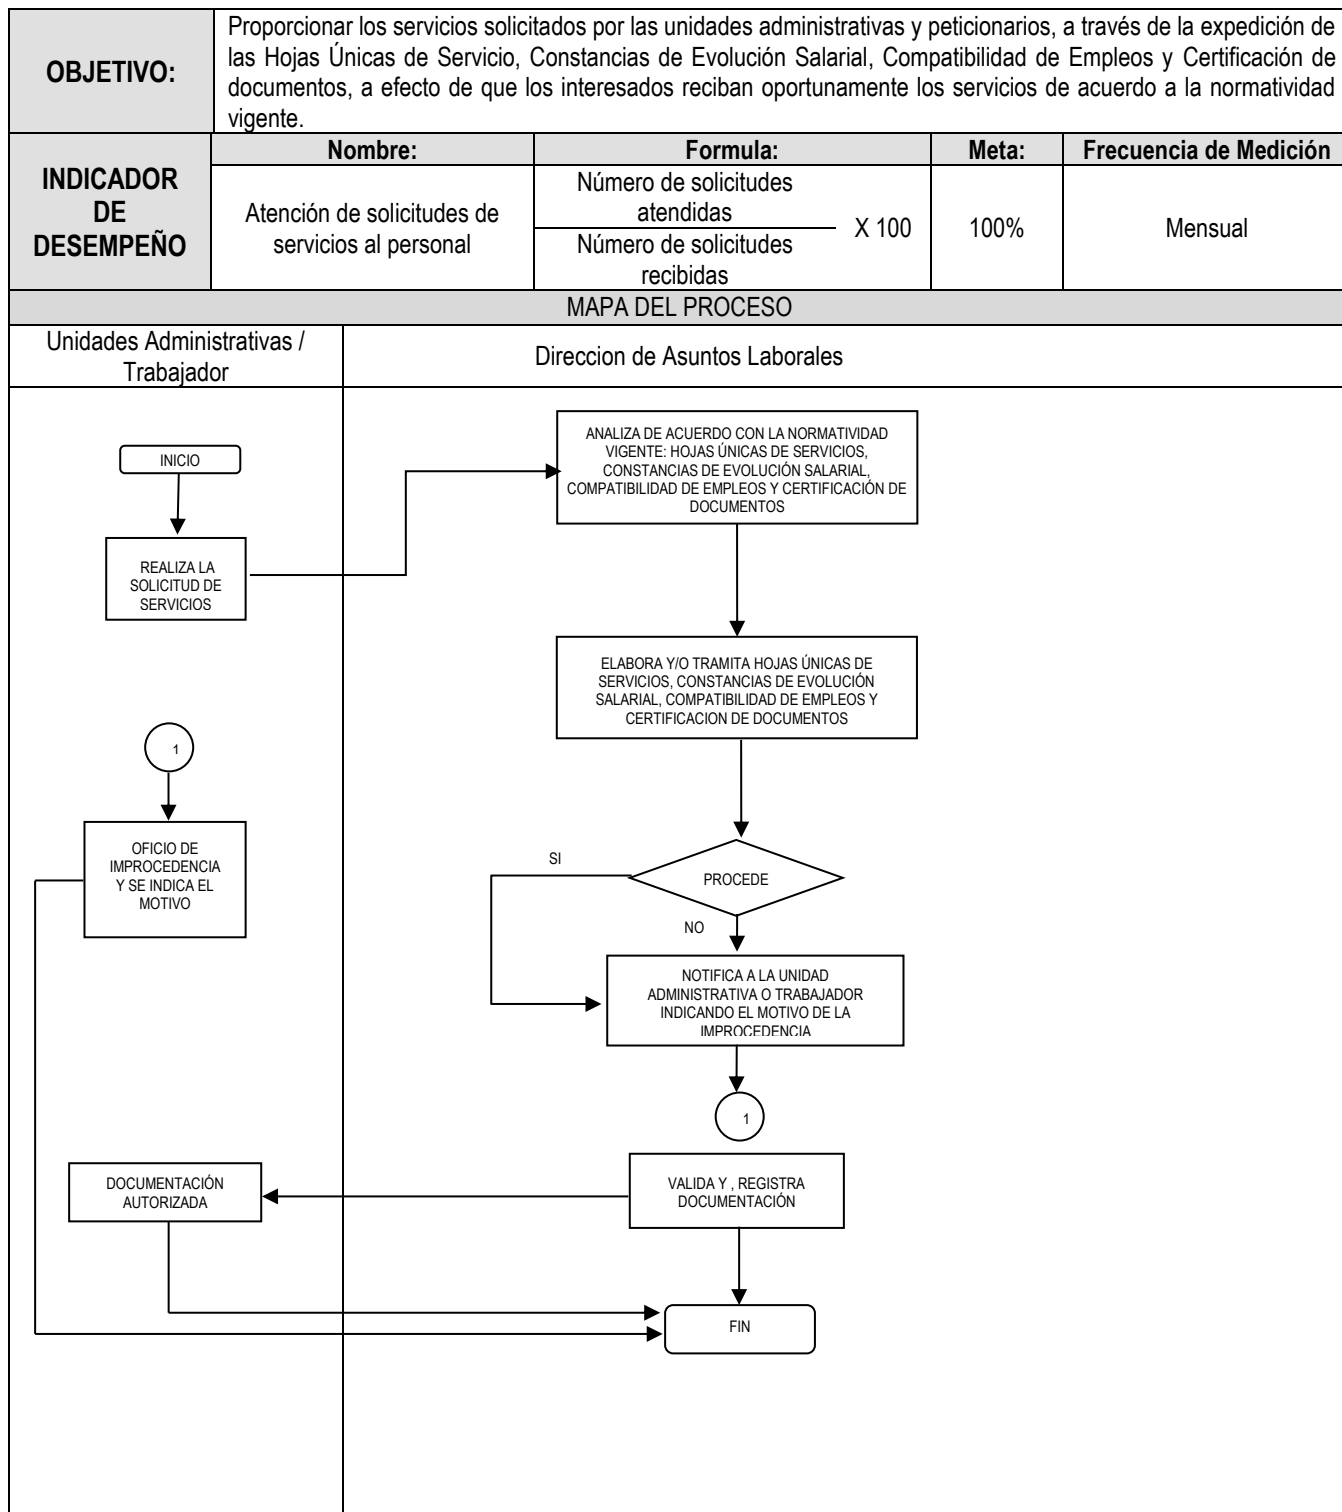 OBJETIVO:
Proporcionar los servicios solicitados por las unidades administrativas y peticionarios, a través de la expedición de
las Hojas Únicas de Servicio, Constancias de Evolución Salarial, Compatibilidad de Empleos y Certificación de
documentos, a efecto de que los interesados reciban oportunamente los servicios de acuerdo a la normatividad
vigente.
INDICADOR
DE
DESEMPEÑO
Nombre:
Formula:
Meta:
Frecuencia de Medición
Atención de solicitudes de
servicios al personal
Número de solicitudes
atendidas
Número de solicitudes
recibidas
X 100
100%
Mensual
MAPA DEL PROCESO
Unidades Administrativas /
Trabajador
Direccion de Asuntos Laborales
INICIO
REALIZA LA
SOLICITUD DE
SERVICIOS
ANALIZA DE ACUERDO CON LA NORMATIVIDAD
VIGENTE: HOJAS ÚNICAS DE SERVICIOS,
CONSTANCIAS DE EVOLUCIÓN SALARIAL,
COMPATIBILIDAD DE EMPLEOS Y CERTIFICACIÓN DE
DOCUMENTOS
ELABORA Y/O TRAMITA HOJAS ÚNICAS DE
SERVICIOS, CONSTANCIAS DE EVOLUCIÓN
SALARIAL, COMPATIBILIDAD DE EMPLEOS Y
CERTIFICACION DE DOCUMENTOS
1
OFICIO DE
IMPROCEDENCIA
Y SE INDICA EL
MOTIVO
SI
PROCEDE
NO
NOTIFICA A LA UNIDAD
ADMINISTRATIVA O TRABAJADOR
INDICANDO EL MOTIVO DE LA
IMPROCEDENCIA
1
DOCUMENTACIÓN
AUTORIZADA
VALIDA Y , REGISTRA
DOCUMENTACIÓN
FIN